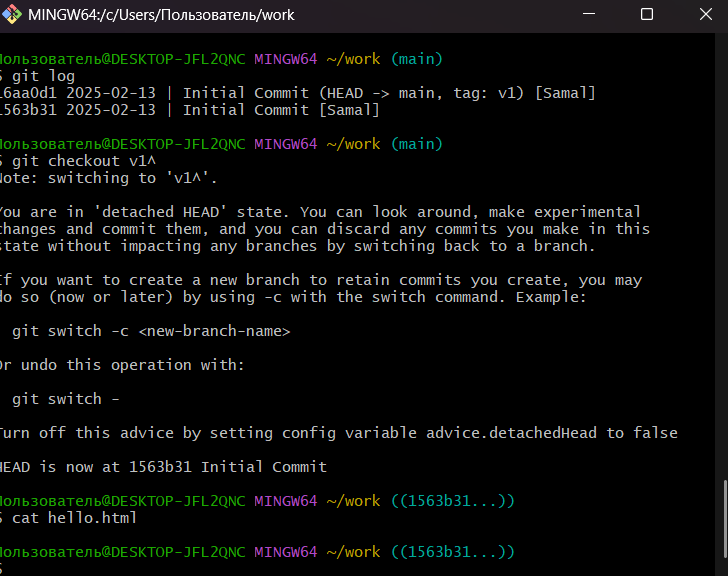 MINGW64:/c/Users/Пользователь/work
Пользователь@DESKTOP-JFL2QNC MINGW64 ~/work (main)
$ git log
16aa0d1 2025-02-13 | Initial Commit (HEAD -> main, tag: v1) [Samal]
1563b31 2025-02-13 | Initial Commit [Samal]
Пользователь@DESKTOP-JFL2QNC MINGW64 ~/work (main)
$ git checkout v1^
Note: switching to 'v1^'.
You are in 'detached HEAD' state. You can look around, make experimental
changes and commit them, and you can discard any commits you make in this
state without impacting any branches by switching back to a branch.
If you want to create a new branch to retain commits you create, you may
do so (now or later) by using -c with the switch command. Example:
git switch -c <new-branch-name>
Or undo this operation with:
git switch -
Turn off this advice by setting config variable advice.detachedHead to false
HEAD is now at 1563b31 Initial Commit
Пользователь@DESKTOP-JFL2QNC MINGW64 ~/work ((1563b31...))
$ cat hello.html
Пользователь@DESKTOP-JFL2QNC MINGW64 ~/work ((1563b31...))
$